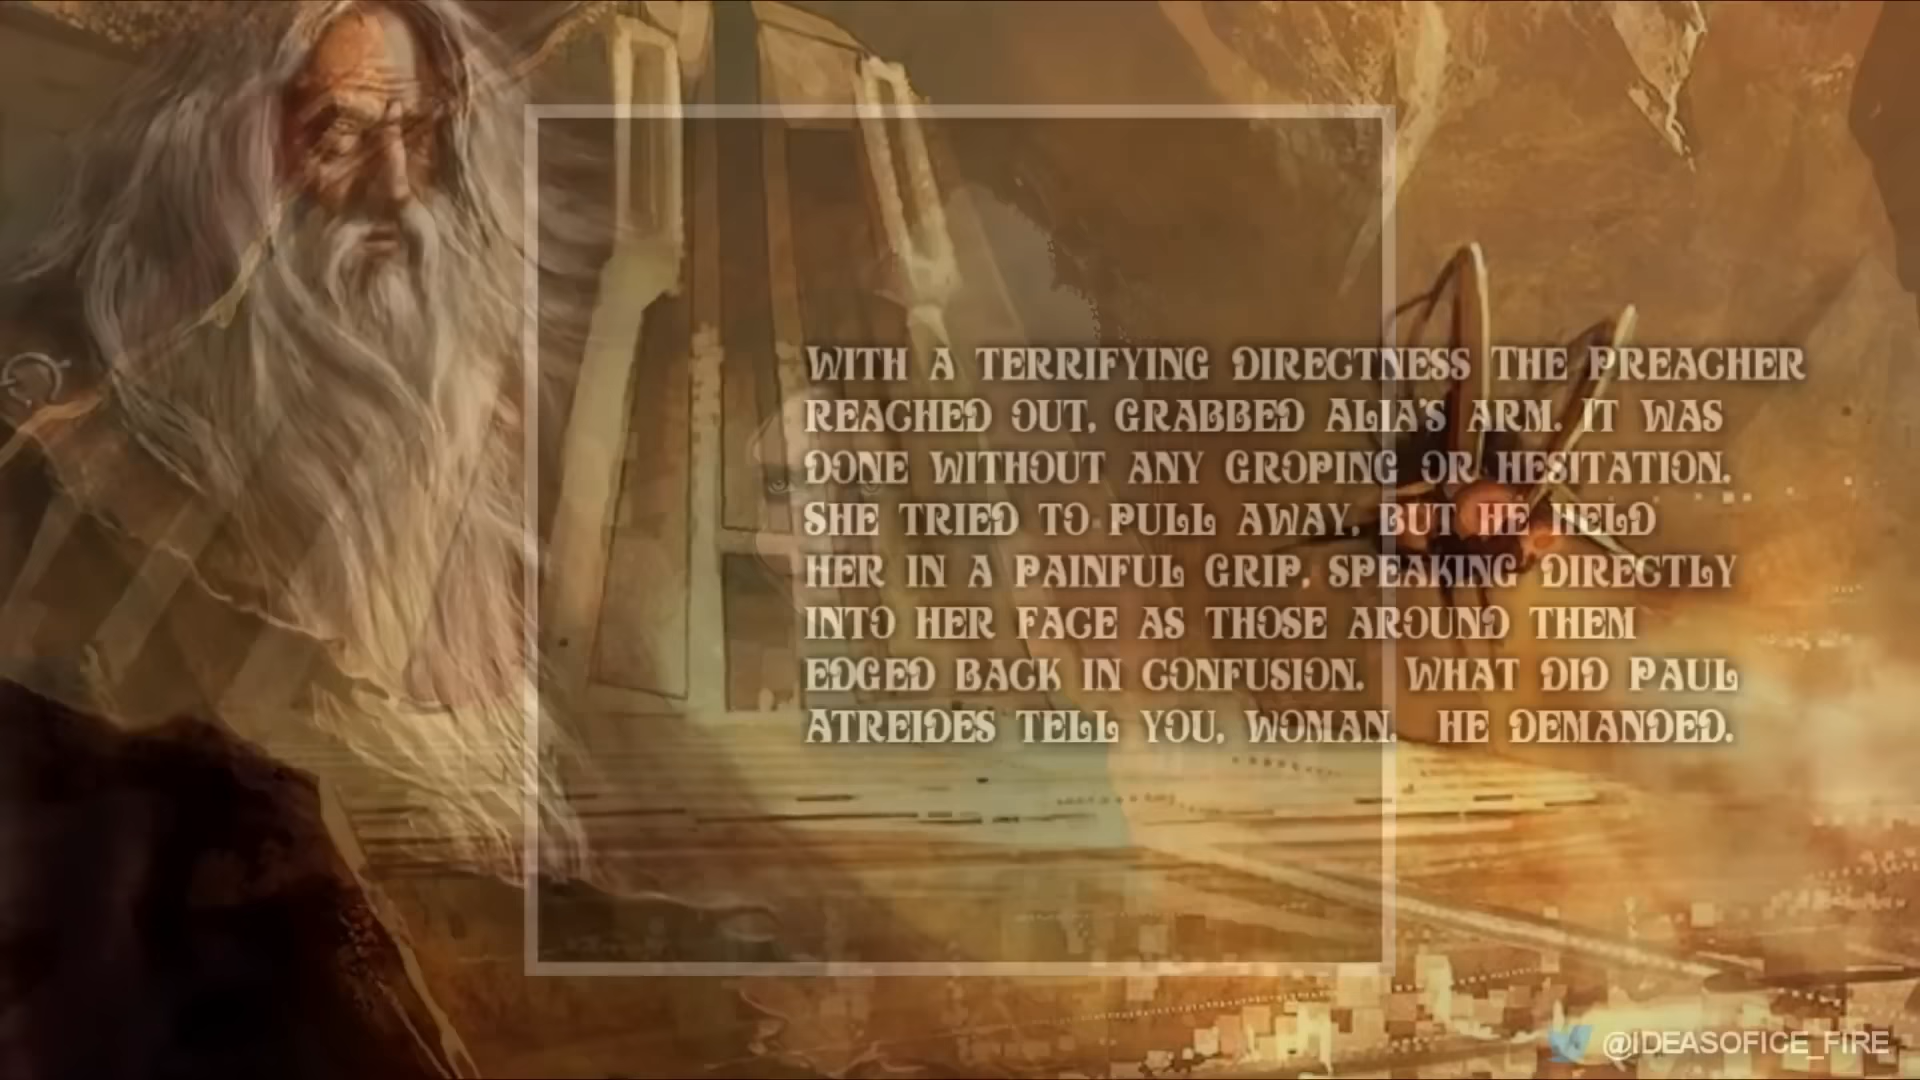 WITH A TERRIFYING DIRECTNESS THE PREACHER
REACHED OUT, GRABBED ALIA'S ARM. IT WAS
DONE WITHOUT ANY GROPING OR HESITATION.
SHE TRIED TO PULL AWAY, BUT HE HELD
HER IN A PAINFUL GRIP, SPEAKING DIRECTLY
INTO HER FACE AS THOSE AROUND THEM
EDGED BACK IN CONFUSION. WHAT DID PAUL
ATREIDES TELL YOU, WOMAN. HE DEMANDED.
@IDEASOFICE_FIRE